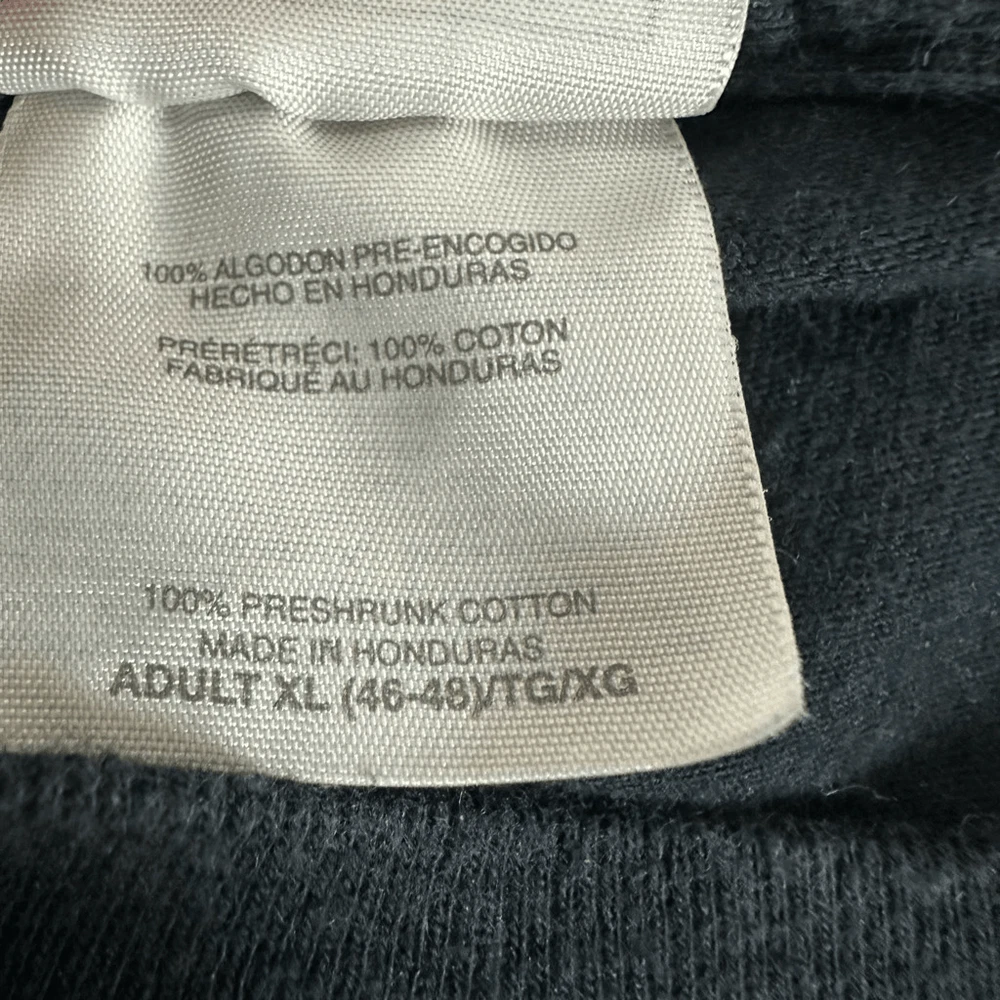 100% ALGODON PRE-ENCOGIDO
HECHO EN HONDURAS
PRÉRÉTRÉCI: 100% COTON
FABRIQUÉ AU HONDURAS
100% PRESHRUNK COTTON
MADE IN HONDURAS
ADULT XL (46-48)/TG/XG